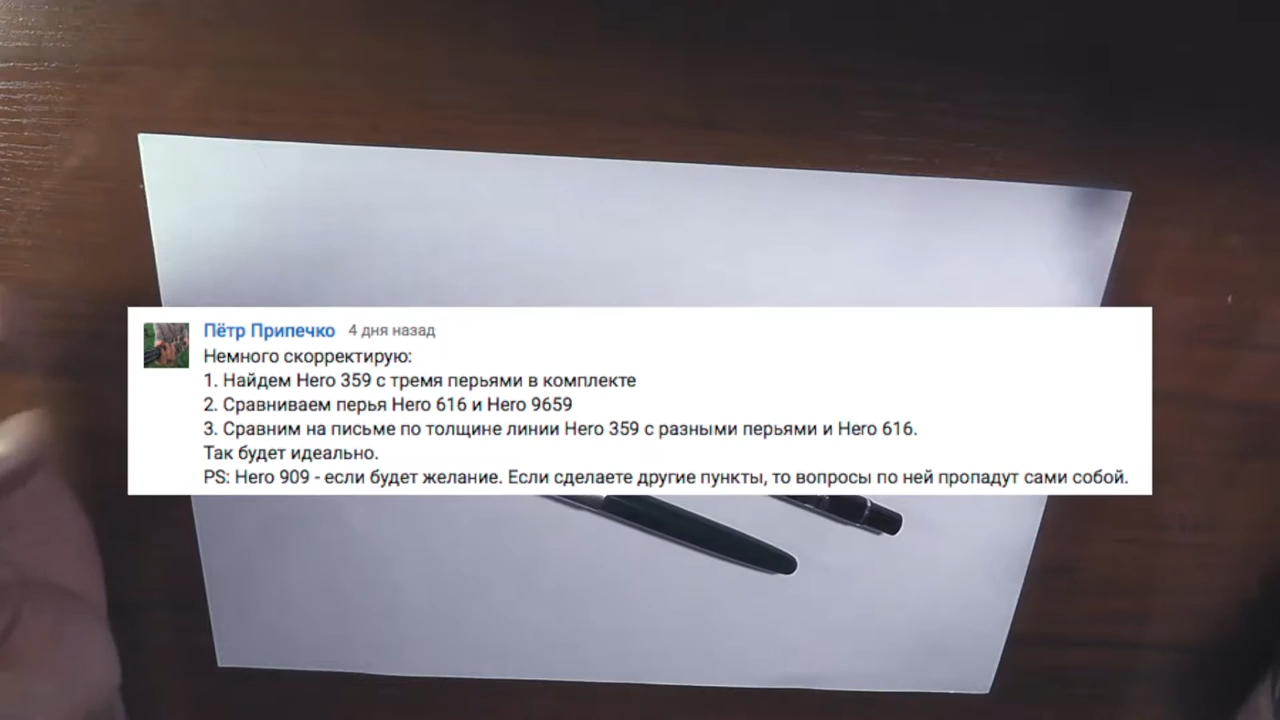 Пётр Припечко 4 дня назад
Немного скорректирую:
1. Найдем Hero 359 с тремя перьями в комплекте
2. Сравниваем перья Hero 616 и Hero 9659
3. Сравним на письме по толщине линии Hero 359 с разными перьями и Hero 616.
Так будет идеально.
PS: Hero 909 - если будет желание. Если сделаете другие пункты, то вопросы по ней пропадут сами собой.